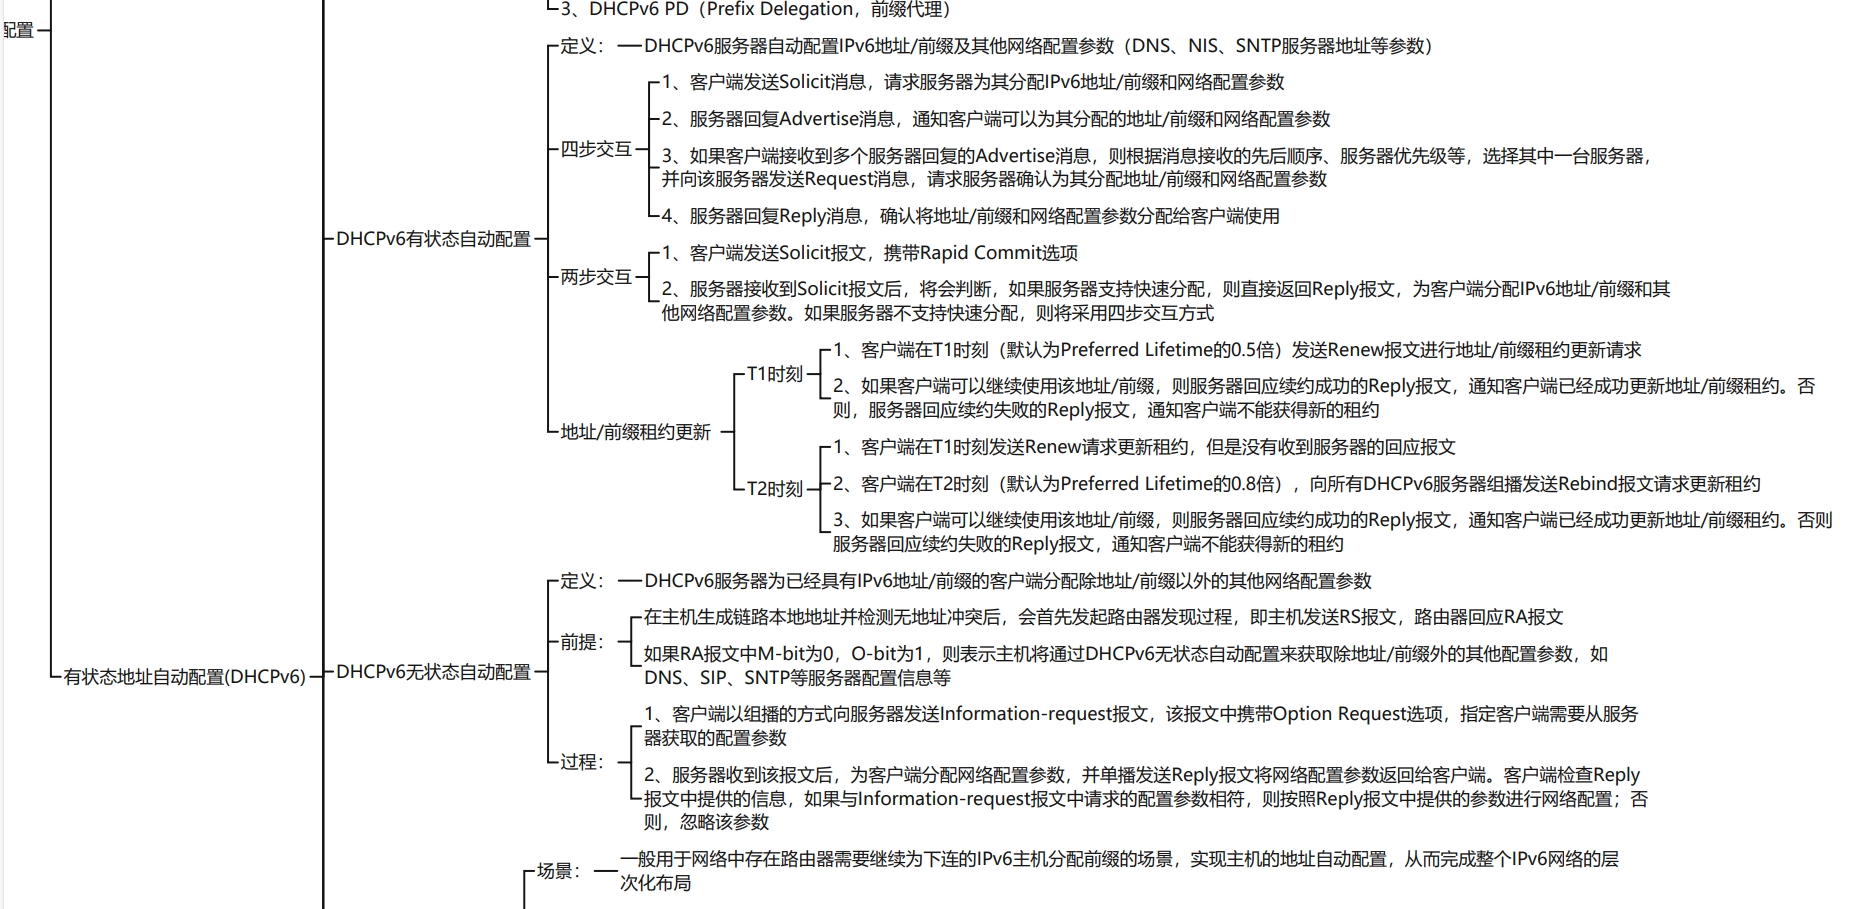 3、DHCPv6 PD（Prefix Delegation，前缀代理）
配置
定义：
DHCPv6服务器自动配置IPv6地址/前缀及其他网络配置参数（DNS、NIS、SNTP服务器地址等参数）
1、客户端发送Solicit消息，请求服务器为其分配IPv6地址/前缀和网络配置参数
2、服务器回复Advertise消息，通知客户端可以为其分配的地址/前缀和网络配置参数
四步交互
3、如果客户端接收到多个服务器回复的Advertise消息，则根据消息接收的先后顺序、服务器优先级等，选择其中一台服务器，
并向该服务器发送Request消息，请求服务器确认为其分配地址/前缀和网络配置参数
4、服务器回复Reply消息，确认将地址/前缀和网络配置参数分配给客户端使用
DHCPv6有状态自动配置
1、客户端发送Solicit报文，携带Rapid Commit选项
两步交互
2、服务器接收到Solicit报文后，将会判断，如果服务器支持快速分配，则直接返回Reply报文，为客户端分配IPv6地址/前缀和其
他网络配置参数。如果服务器不支持快速分配，则将采用四步交互方式
1、客户端在T1时刻（默认为Preferred Lifetime的0.5倍）发送Renew报文进行地址/前缀租约更新请求
T1时刻
2、如果客户端可以继续使用该地址/前缀，则服务器回应续约成功的Reply报文，通知客户端已经成功更新地址/前缀租约。否
则，服务器回应续约失败的Reply报文，通知客户端不能获得新的租约
地址/前缀租约更新
1、客户端在T1时刻发送Renew请求更新租约，但是没有收到服务器的回应报文
T2时刻
2、客户端在T2时刻（默认为Preferred Lifetime的0.8倍），向所有DHCPv6服务器组播发送Rebind报文请求更新租约
3、如果客户端可以继续使用该地址/前缀，则服务器回应续约成功的Reply报文，通知客户端已经成功更新地址/前缀租约。否则
服务器回应续约失败的Reply报文，通知客户端不能获得新的租约
定义：
DHCPv6服务器为已经具有IPv6地址/前缀的客户端分配除地址/前缀以外的其他网络配置参数
在主机生成链路本地地址并检测无地址冲突后，会首先发起路由器发现过程，即主机发送RS报文，路由器回应RA报文
前提：
如果RA报文中M-bit为0，O-bit为1，则表示主机将通过DHCPv6无状态自动配置来获取除地址/前缀外的其他配置参数，如
DNS、SIP、SNTP等服务器配置信息等
有状态地址自动配置(DHCPv6)
DHCPv6无状态自动配置
1、客户端以组播的方式向服务器发送Information-request报文，该报文中携带Option Request选项，指定客户端需要从服务
器获取的配置参数
过程：
2、服务器收到该报文后，为客户端分配网络配置参数，并单播发送Reply报文将网络配置参数返回给客户端。客户端检查Reply
报文中提供的信息，如果与Information-request报文中请求的配置参数相符，则按照Reply报文中提供的参数进行网络配置；否
则，忽略该参数
场景：
一般用于网络中存在路由器需要继续为下连的IPv6主机分配前缀的场景，实现主机的地址自动配置，从而完成整个IPv6网络的层
次化布局